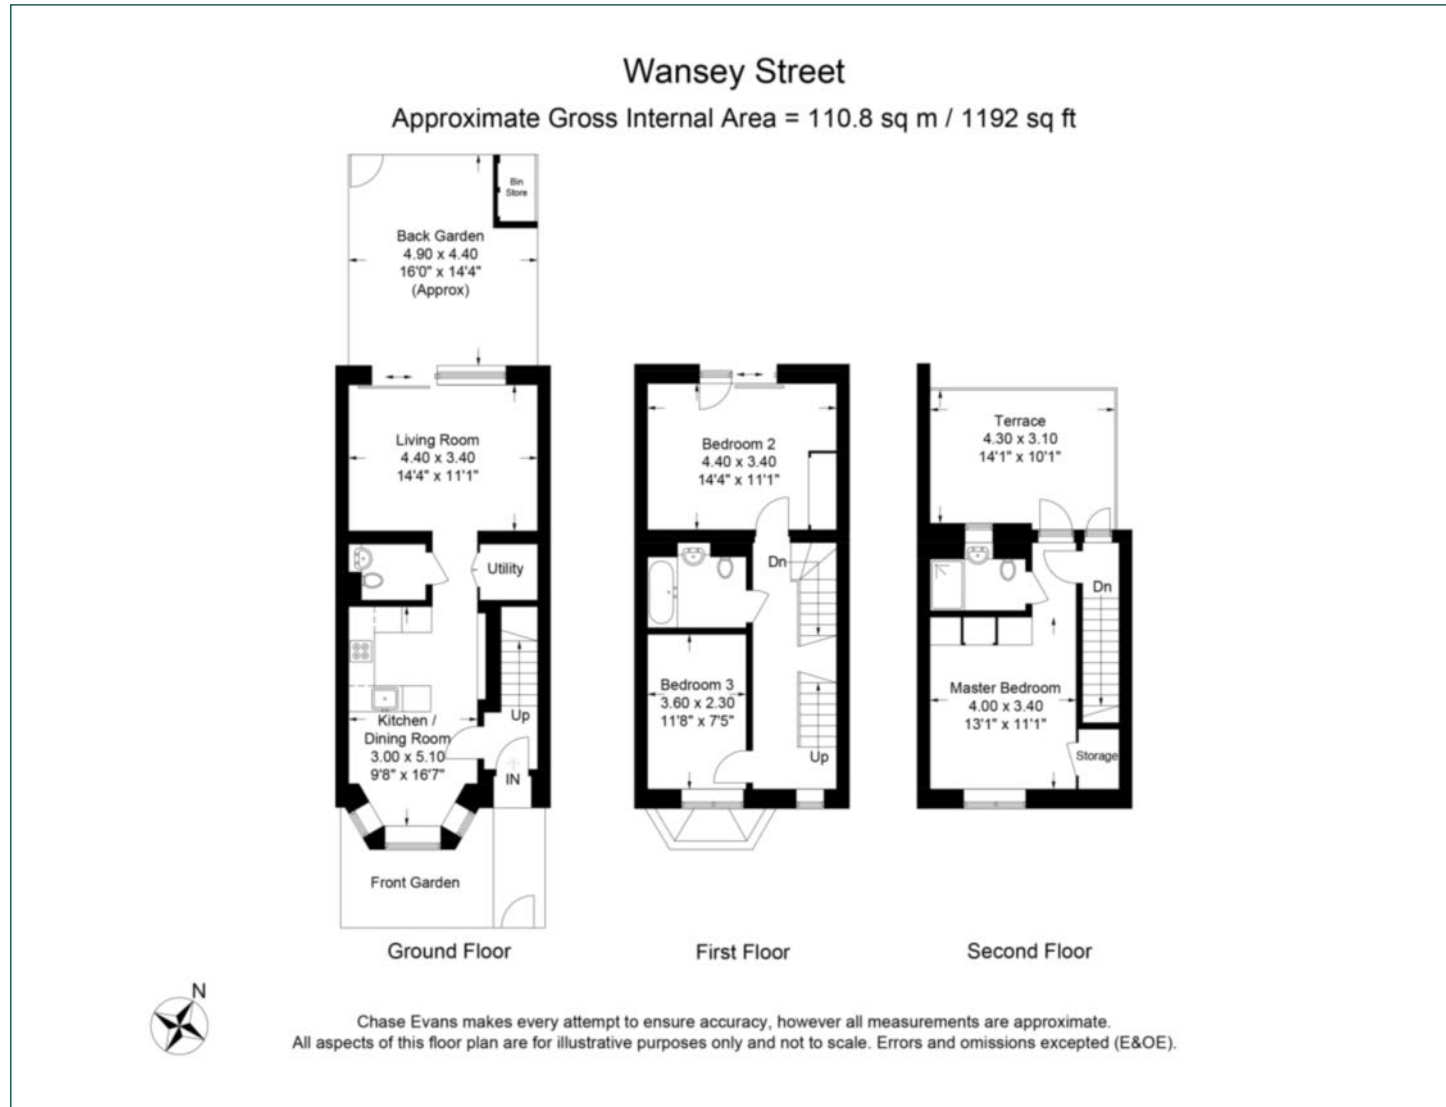 Wansey Street
Approximate Gross Internal Area = 110.8 sq m / 1192 sq ft
Bin
Store
Back Garden
4.90 x 4.40
16'0" x 14'4"
(Approx)
Living Room
4.40 x 3.40
14'4" x 11'1"
Utility
Up
Kitchen /
Dining Room
3.00 x 5.10
9'8" x 16'7"
IN
Front Garden
Ground Floor
Bedroom 2
4.40 x 3.40
14'4" x 11'1"
Dn
Bedroom 3
3.60 x 2.30
11'8" x 7'5"
Up
First Floor
Terrace
4.30 x 3.10
14'1" x 10'1"
Dn
Master Bedroom
4.00 x 3.40
13'1" x 11'1"
Storage
Second Floor
N
Chase Evans makes every attempt to ensure accuracy, however all measurements are approximate.
All aspects of this floor plan are for illustrative purposes only and not to scale. Errors and omissions excepted (E&OE).